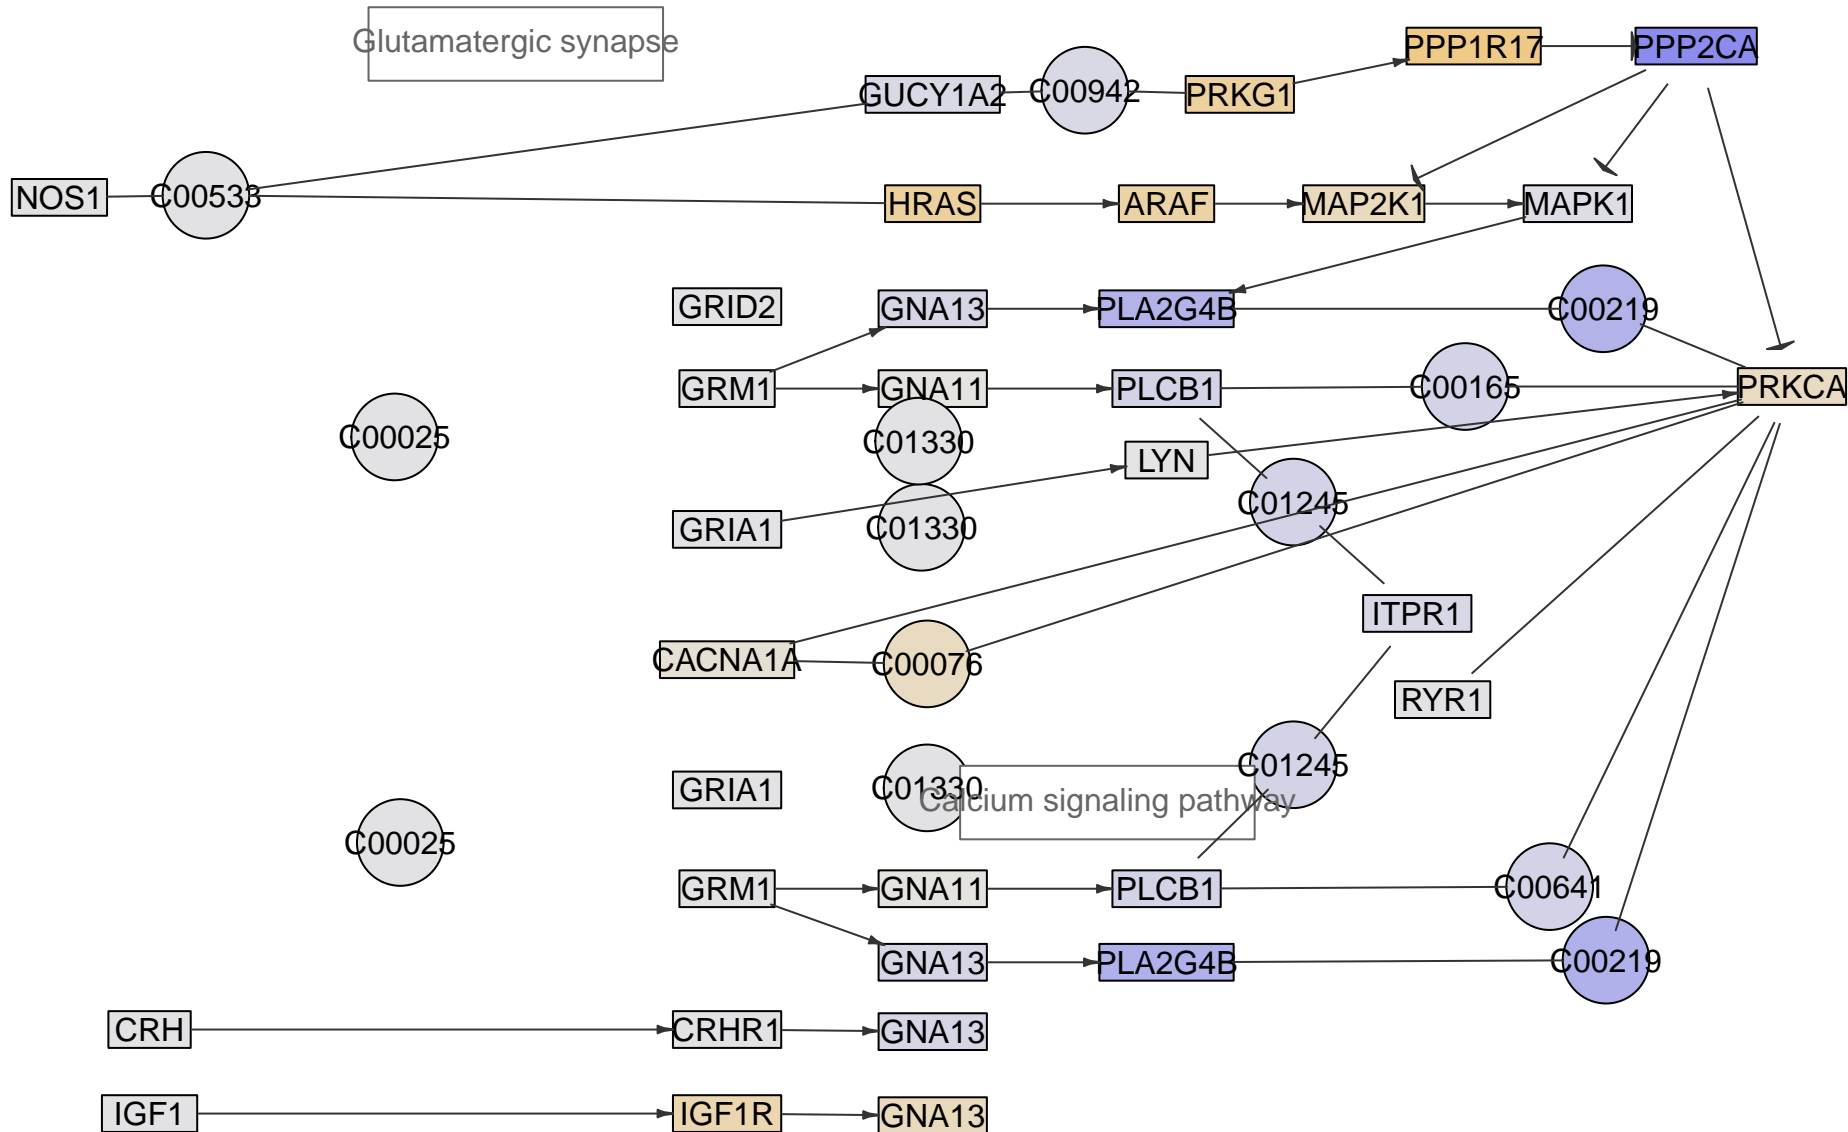 Glutamatergic synapse
PPP1R17
PPP2CA
GUCY1A2
C00942
PRKG1
NOS1
C00533
HRAS
ARAF
MAP2K1
MAPK1
GRID2
GNA13
PLA2G4B
C00219
GRM1
GNA11
PLCB1
C00165
PRKCA
C00025
C01330
LYN
C01245
GRIA1
C01330
ITPR1
CACNA1A
C00076
RYR1
C01245
GRIA1
C01330
Calcium signaling pathway
C00025
GRM1
GNA11
PLCB1
C00641
GNA13
PLA2G4B
C00219
CRH
CRHR1
GNA13
IGF1
IGF1R
GNA13